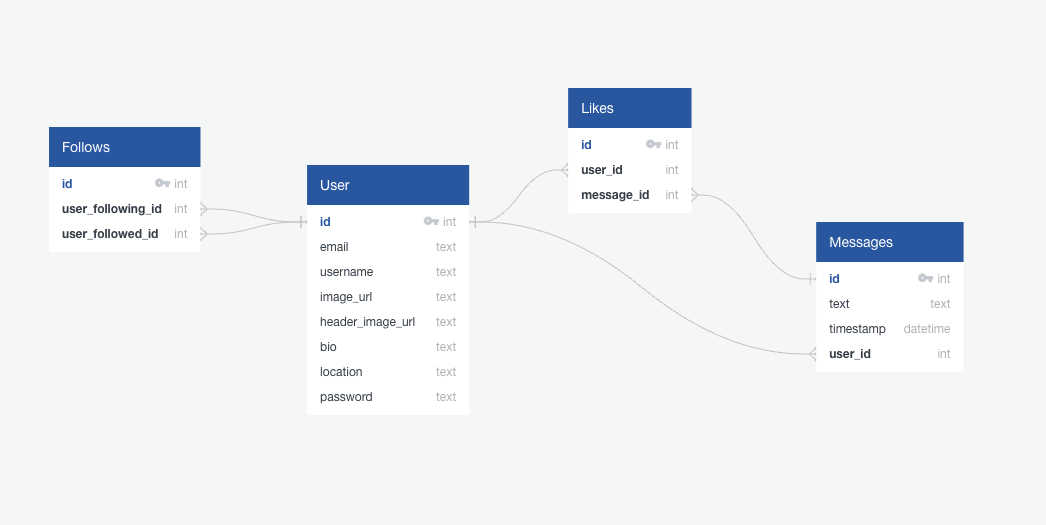 Follows
id int
user_following_id int
user_followed_id int
User
id int
email text
username text
image_url text
header_image_url text
bio text
location text
password text
Likes
id int
user_id int
message_id int
Messages
id int
text text
timestamp datetime
user_id int